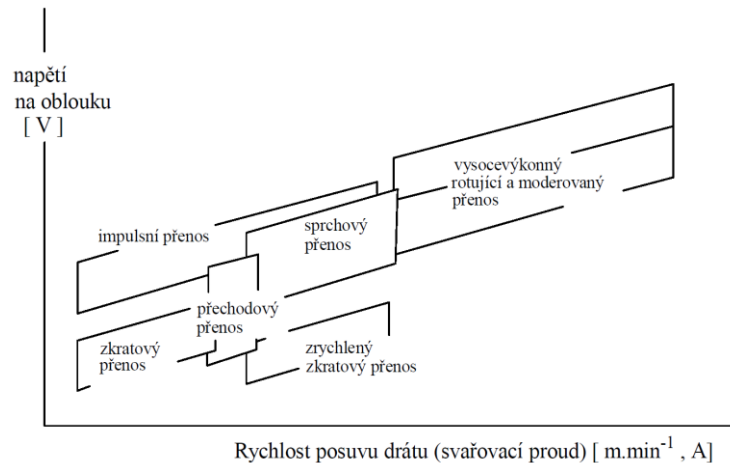 napětí
na oblouku
[ V ]
vysocevýkonný
rotující a moderovaný
přenos
sprchový
přenos
impulsní přenos
přechodový
přenos
zkratový
přenos
zrychlený
zkratový přenos
Rychlost posuvu drátu (svařovací proud) [ m.min⁻¹ , A]